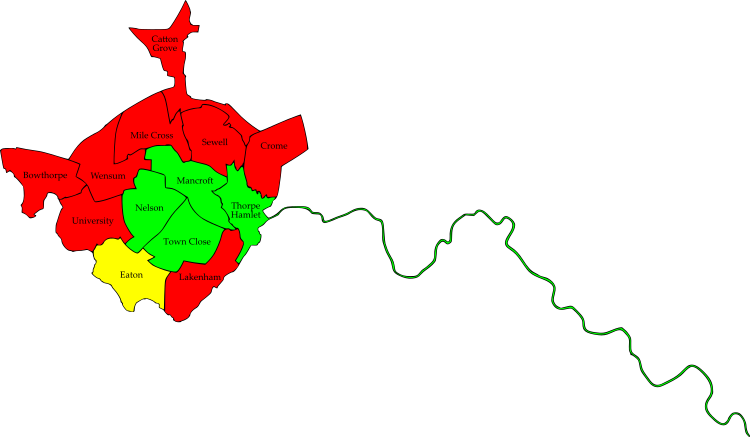 Catton
Grove
Mile Cross
Sewell
Crome
Bowthorpe
Wensum
Mancroft
Nelson
Thorpe
Hamlet
University
Town Close
Eaton
Lakenham